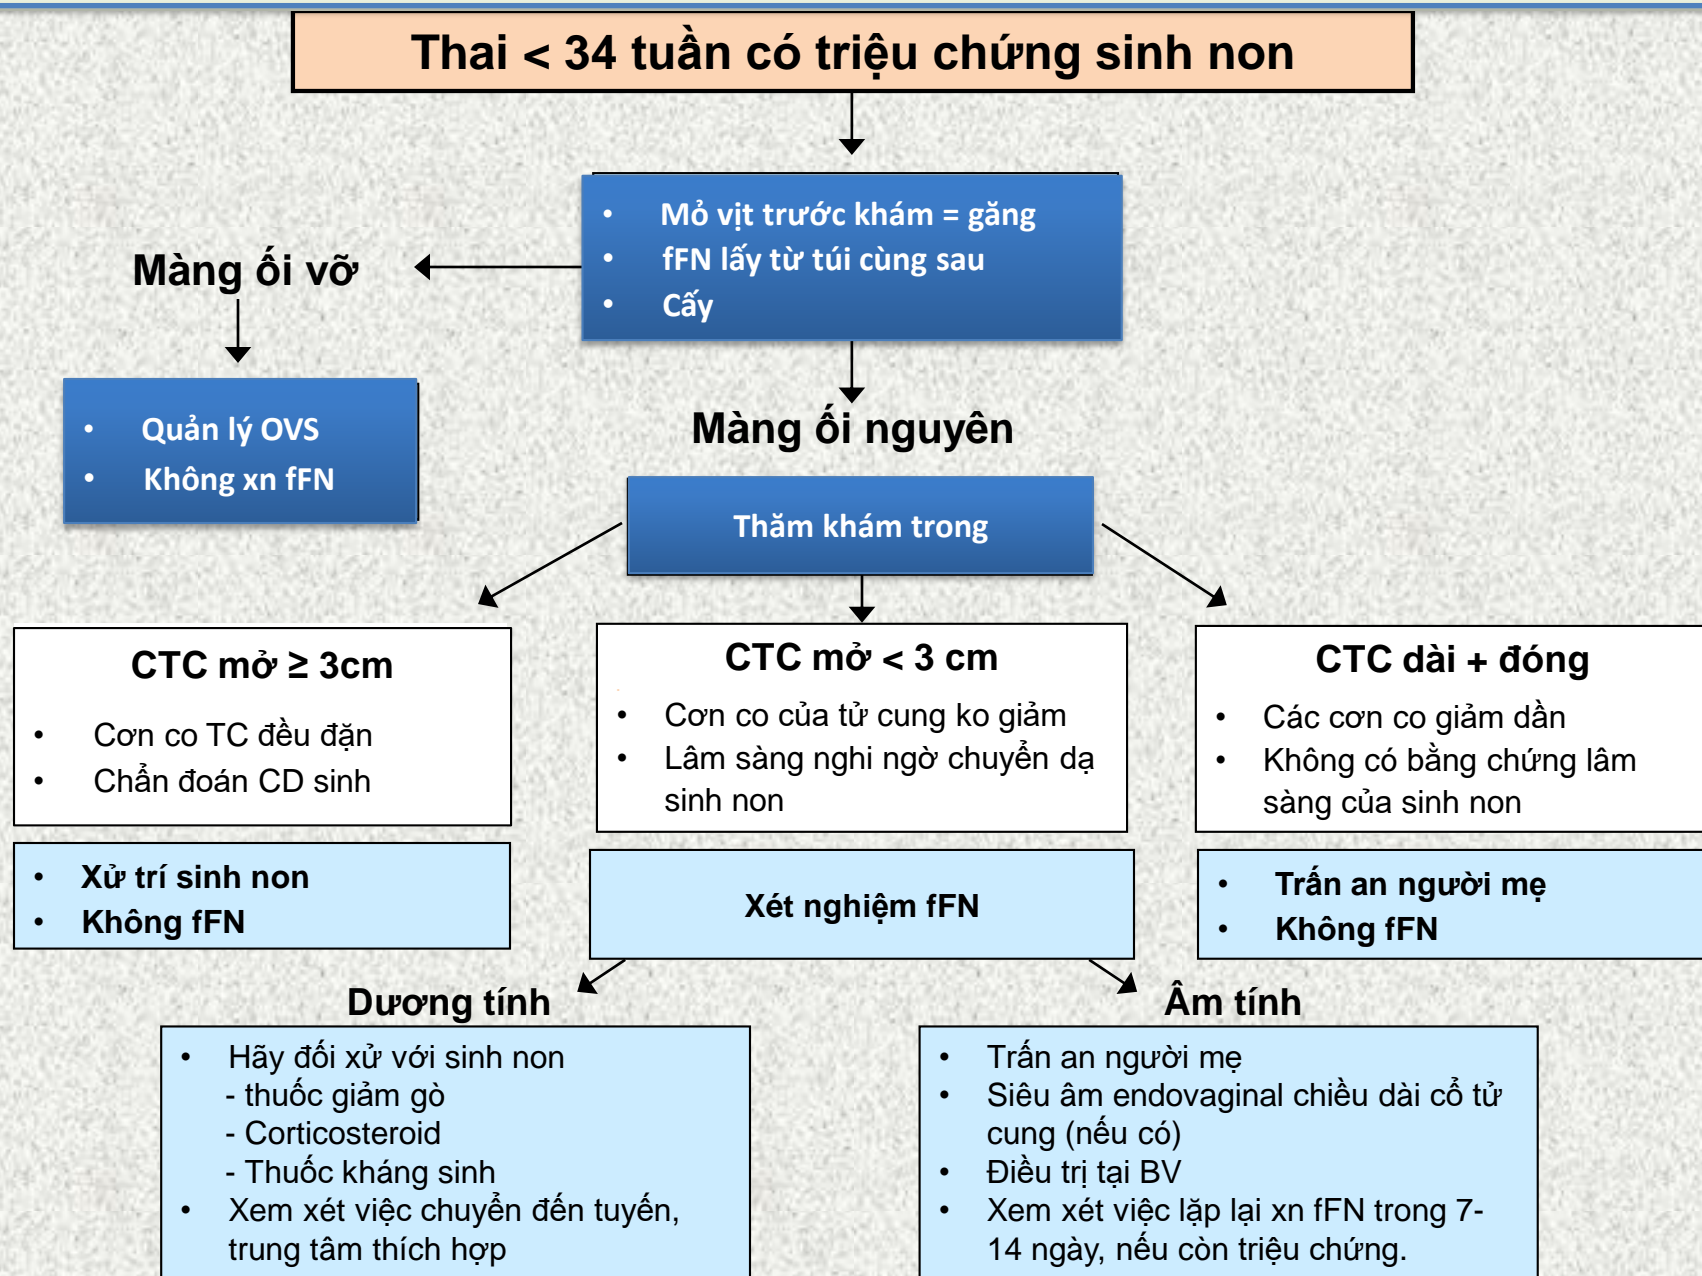 Thai < 34 tuần có triệu chứng sinh non
• Mỏ vịt trước khám = găng
• fFN lấy từ túi cùng sau
• Cấy
Màng ối vỡ
• Quản lý OVS
• Không xn fFN
Màng ối nguyên
Thăm khám trong
CTC mở ≥ 3cm
• Cơn co TC đều đặn
• Chẩn đoán CD sinh
• Xử trí sinh non
• Không fFN
CTC mở < 3 cm
• Cơn co của tử cung ko giảm
• Lâm sàng nghi ngờ chuyển dạ
sinh non
Xét nghiệm fFN
CTC dài + đóng
• Các cơn co giảm dần
• Không có bằng chứng lâm
sàng của sinh non
• Trấn an người mẹ
• Không fFN
Dương tính
• Hãy đối xử với sinh non
- thuốc giảm gò
- Corticosteroid
- Thuốc kháng sinh
• Xem xét việc chuyển đến tuyến,
trung tâm thích hợp
Âm tính
• Trấn an người mẹ
• Siêu âm endovaginal chiều dài cổ tử
cung (nếu có)
• Điều trị tại BV
• Xem xét việc lặp lại xn fFN trong 7-
14 ngày, nếu còn triệu chứng.